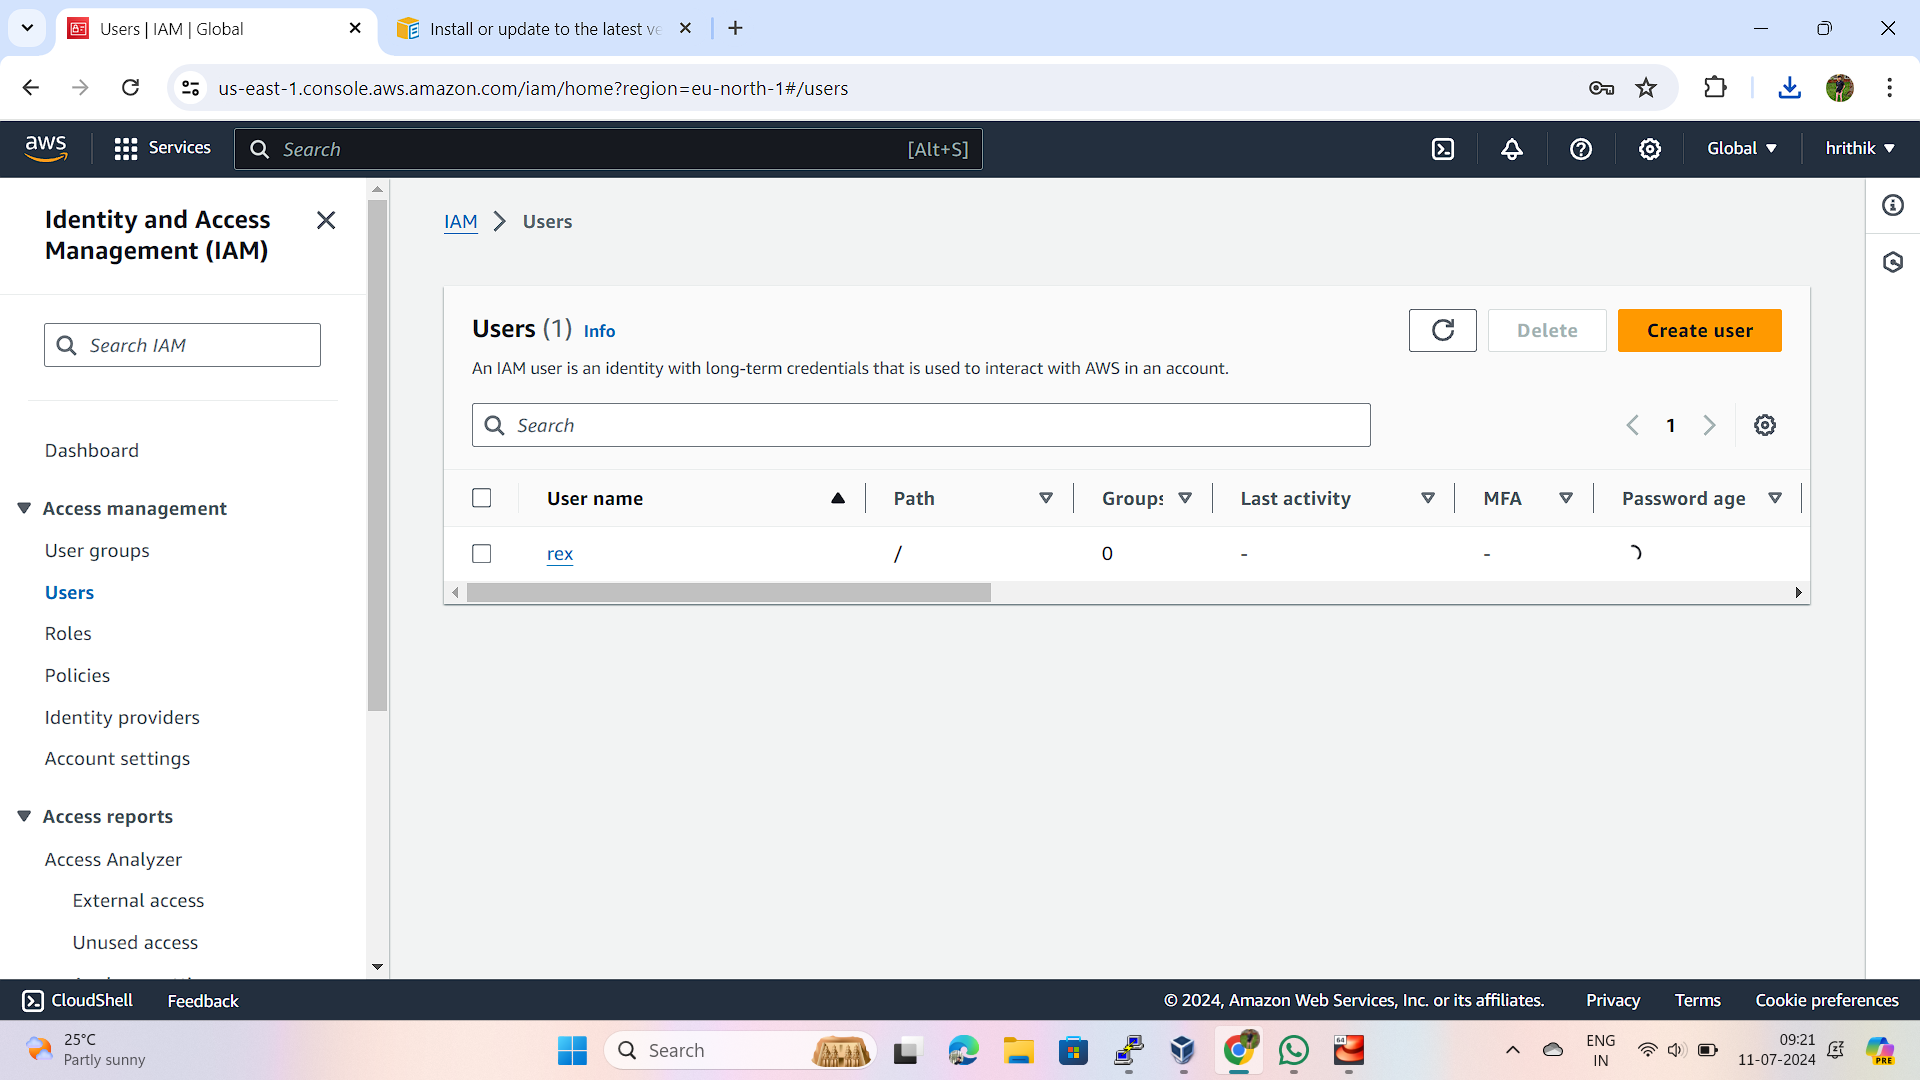 Users | IAM | Global
Install or update to the latest ve
us-east-1.console.aws.amazon.com/iam/home?region=eu-north-1#/users
aws
Services
Search
[Alt+S]
Global
hrithik
Identity and Access
Management (IAM)
Search IAM
Dashboard
Access management
User groups
Users
Roles
Policies
Identity providers
Account settings
Access reports
Access Analyzer
External access
Unused access
IAM
Users
Users (1) Info
Delete
Create user
An IAM user is an identity with long-term credentials that is used to interact with AWS in an account.
Search
1
User name
Path
Groups
Last activity
MFA
Password age
rex
/
0
-
-
CloudShell
Feedback
© 2024, Amazon Web Services, Inc. or its affiliates.
Privacy
Terms
Cookie preferences
25°C
Partly sunny
Search
64
ENG
IN
09:21
11-07-2024
PRE